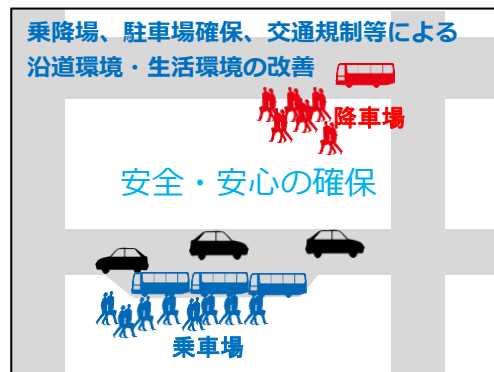 乗降場、駐車場確保、交通規制等による
沿道環境・生活環境の改善
降車場
安全・安心の確保
乗車場